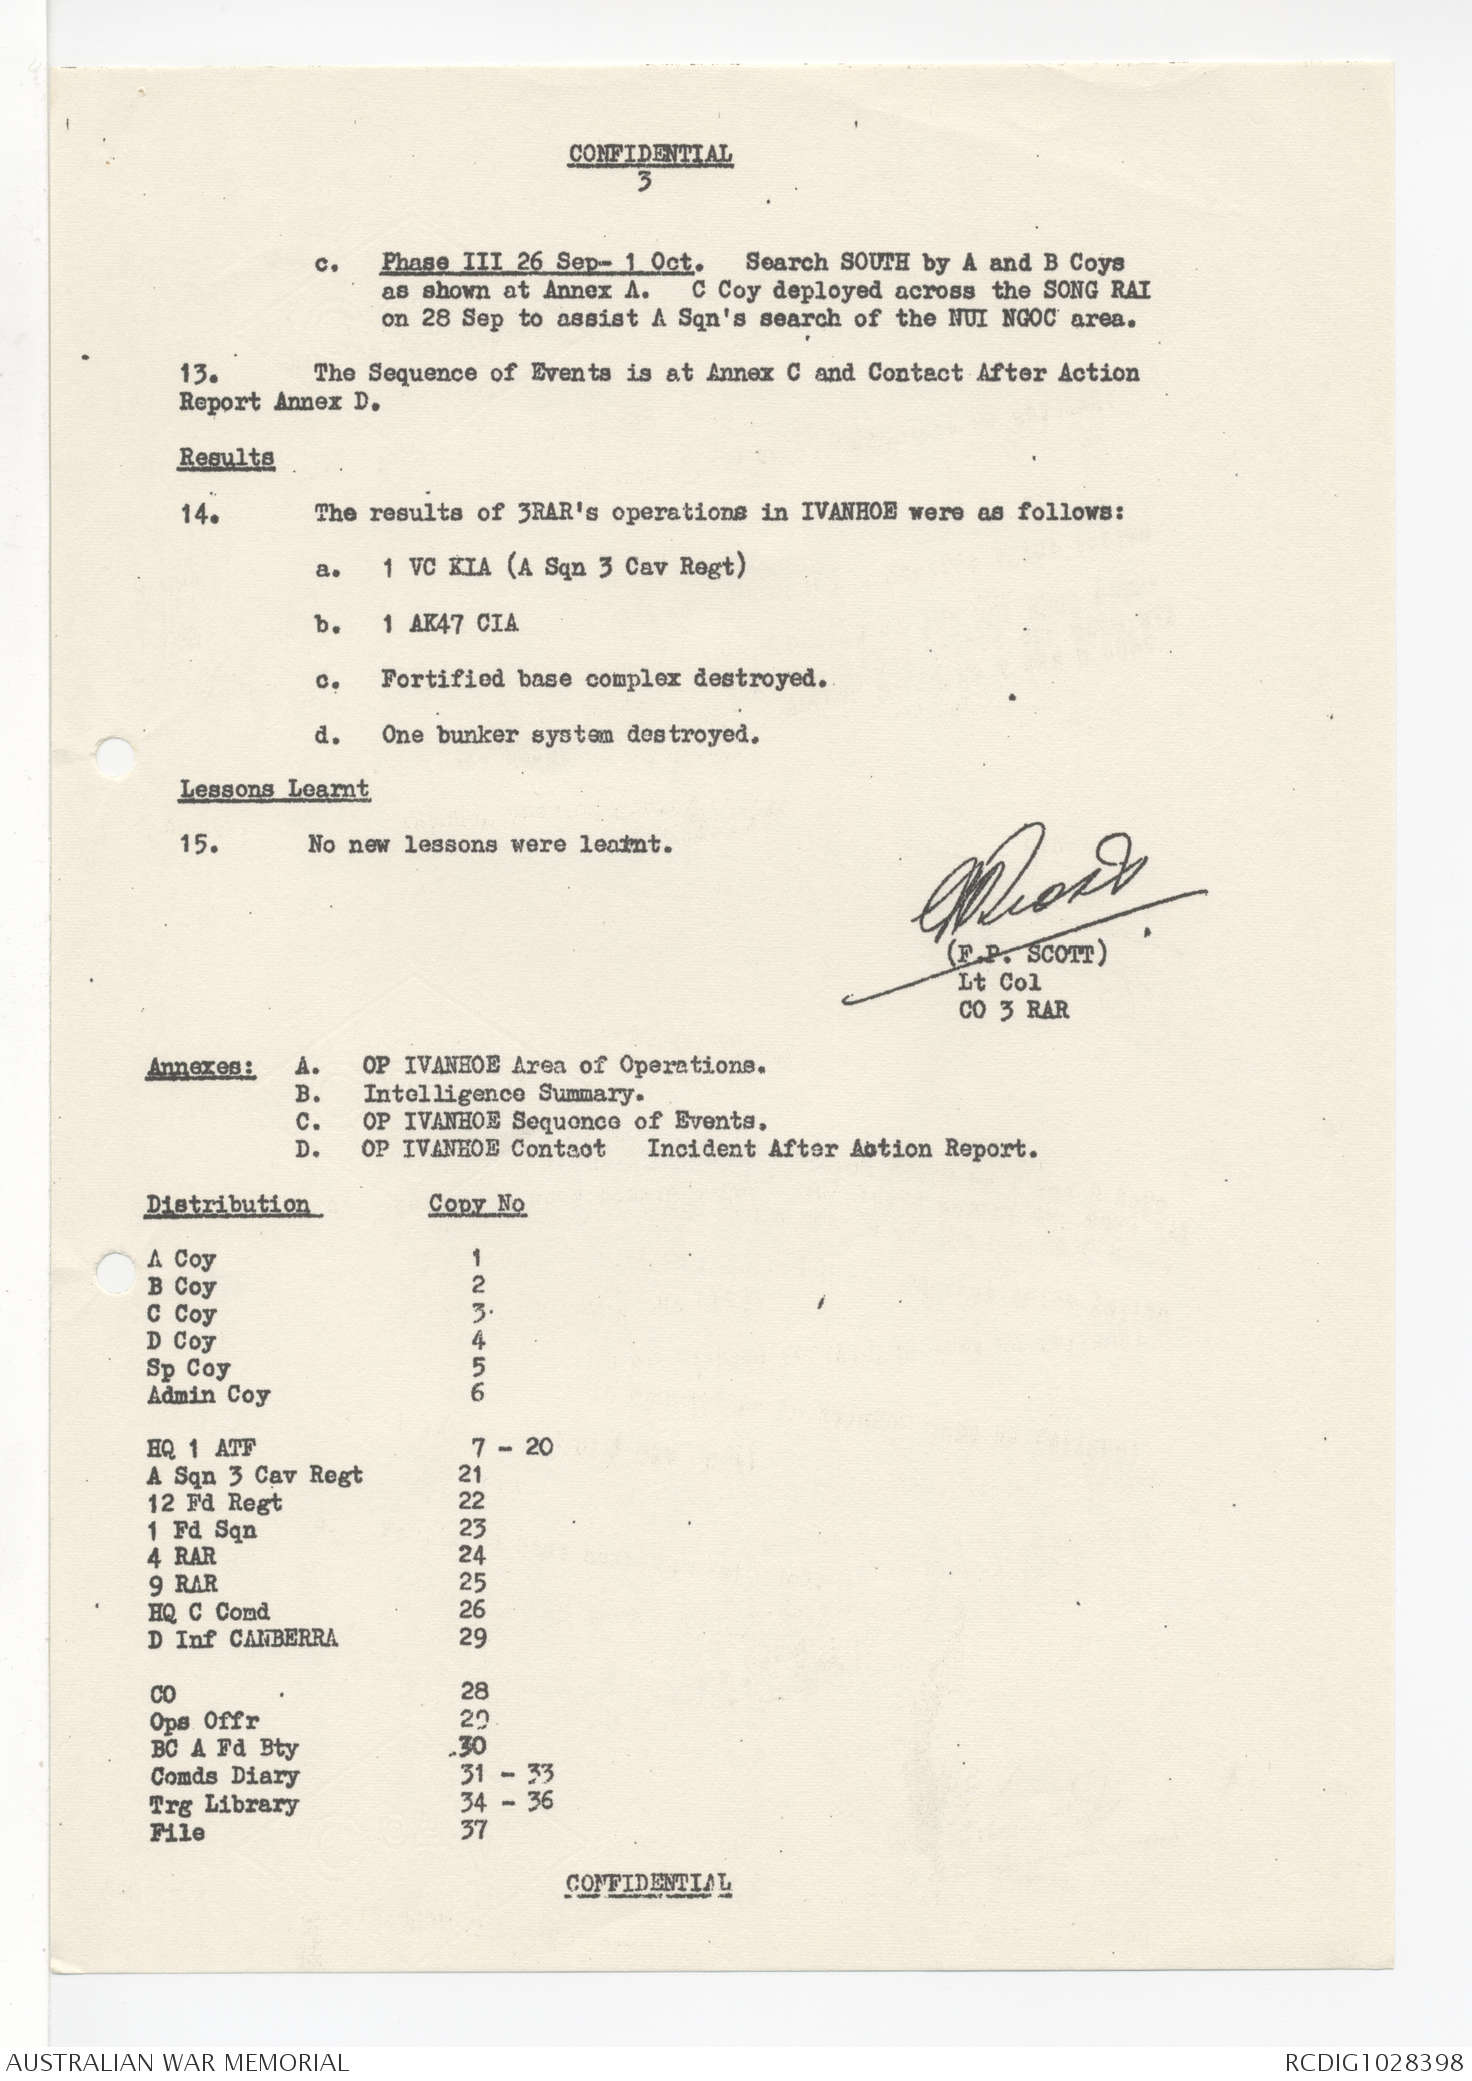 CONFIDENTIAL
3
c. Phase III 26 Sep- 1 Oct. Search SOUTH by A and B Coys
as shown at Annex A. C Coy deployed across the SONG RAI
on 28 Sep to assist A Sqn's search of the NUI NGOC area.
13. The Sequence of Events is at Annex C and Contact After Action
Report Annex D.
Results
14. The results of 3RAR's operations in IVANHOE were as follows:
a. 1 VC KIA (A Sqn 3 Cav Regt)
b. 1 AK47 CIA
c. Fortified base complex destroyed.
d. One bunker system destroyed.
Lessons Learnt
15. No new lessons were learnt.
(F.P. SCOTT)
Lt Col
CO 3 RAR
Annexes: A. OP IVANHOE Area of Operations.
B. Intelligence Summary.
C. OP IVANHOE Sequence of Events.
D. OP IVANHOE Contact Incident After Action Report.
Distribution Copy No
A Coy 1
B Coy 2
C Coy 3
D Coy 4
Sp Coy 5
Admin Coy 6
HQ 1 ATF 7 - 20
A Sqn 3 Cav Regt 21
12 Fd Regt 22
1 Fd Sqn 23
4 RAR 24
9 RAR 25
HQ C Comd 26
D Inf CANBERRA 29
CO 28
Ops Offr 29
BC A Fd Bty 30
Comds Diary 31 - 33
Trg Library 34 - 36
File 37
CONFIDENTIAL
AUSTRALIAN WAR MEMORIAL RCDIG1028398